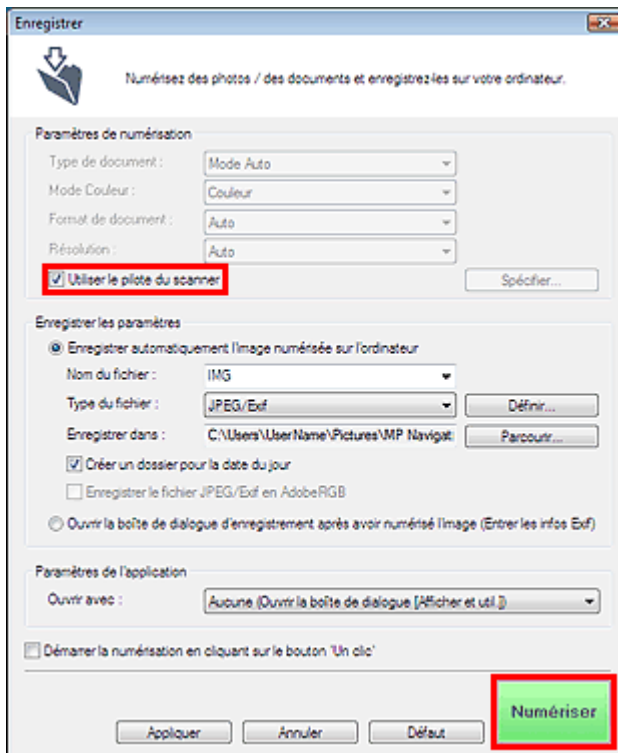 Enregistrer
Numérisez des photos / des documents et enregistrez-les sur votre ordinateur.
Paramètres de numérisation
Type de document : Mode Auto
Mode Couleur : Couleur
Format de document : Auto
Résolution : Auto
Utiliser le pilote du scanner Spécifier...
Enregistrer les paramètres
Enregistrer automatiquement l'image numérisée sur l'ordinateur
Nom du fichier : IMG
Type du fichier : JPEG/Exif Définir...
Enregistrer dans : C:\Users\UserName\Pictures\MP Navigat Parcourir...
Créer un dossier pour la date du jour
Enregistrer le fichier JPEG/Exif en AdobeRGB
Ouvrir la boîte de dialogue d'enregistrement après avoir numérisé l'image (Entrer les infos Exif)
Paramètres de l'application
Ouvrir avec : Aucune (Ouvrir la boîte de dialogue [Afficher et util.])
Démarrer la numérisation en cliquant sur le bouton 'Un clic'
Numériser
Appliquer Annuler Défaut